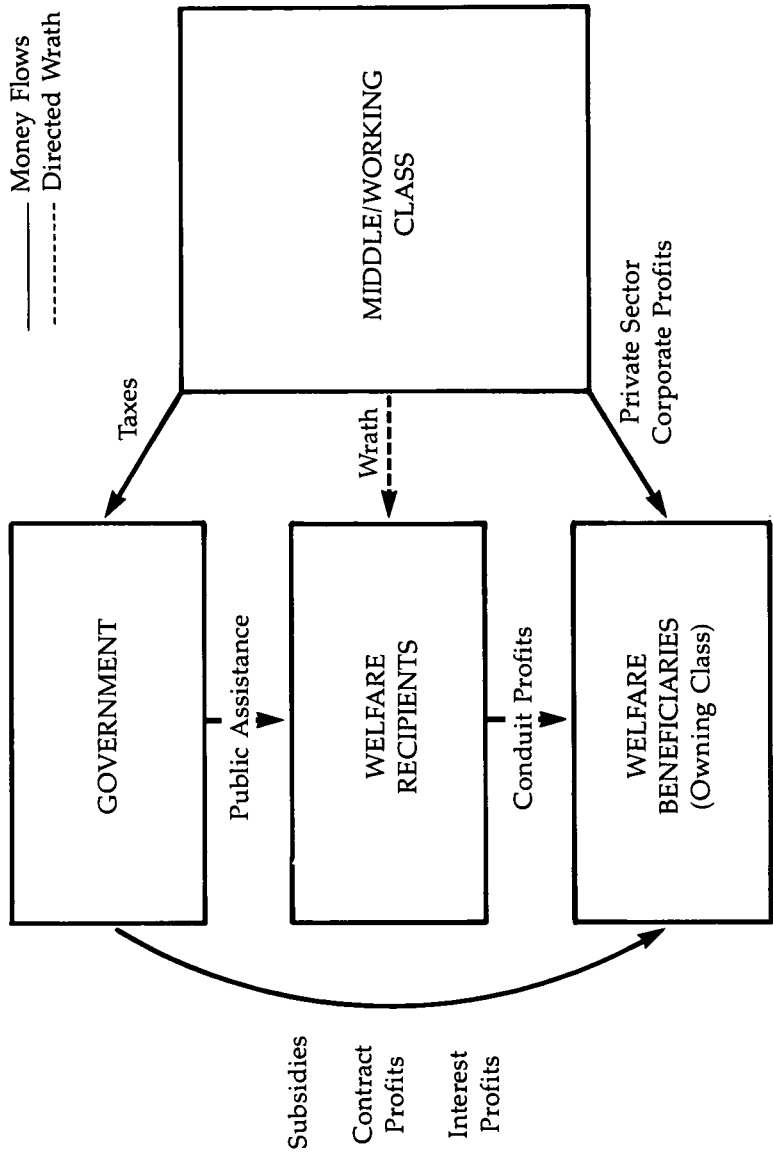 Money Flows
Directed Wrath
MIDDLE/WORKING
CLASS
Taxes
Wrath
Private Sector
Corporate Profits
GOVERNMENT
Public Assistance
WELFARE
RECIPIENTS
Conduit Profits
WELFARE
BENEFICIARIES
(Owning Class)
Subsidies
Contract
Profits
Interest
Profits